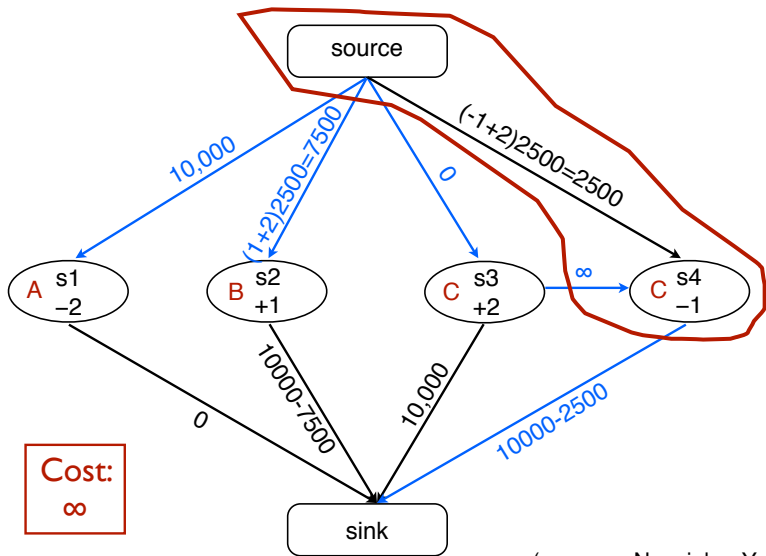 source
(-1+2)2500=2500
10,000
(1+2)2500=7500
0
∞
A s1
−2
B s2
+1
C s3
+2
C s4
−1
0
10000-7500
10,000
10000-2500
Cost:
∞
sink